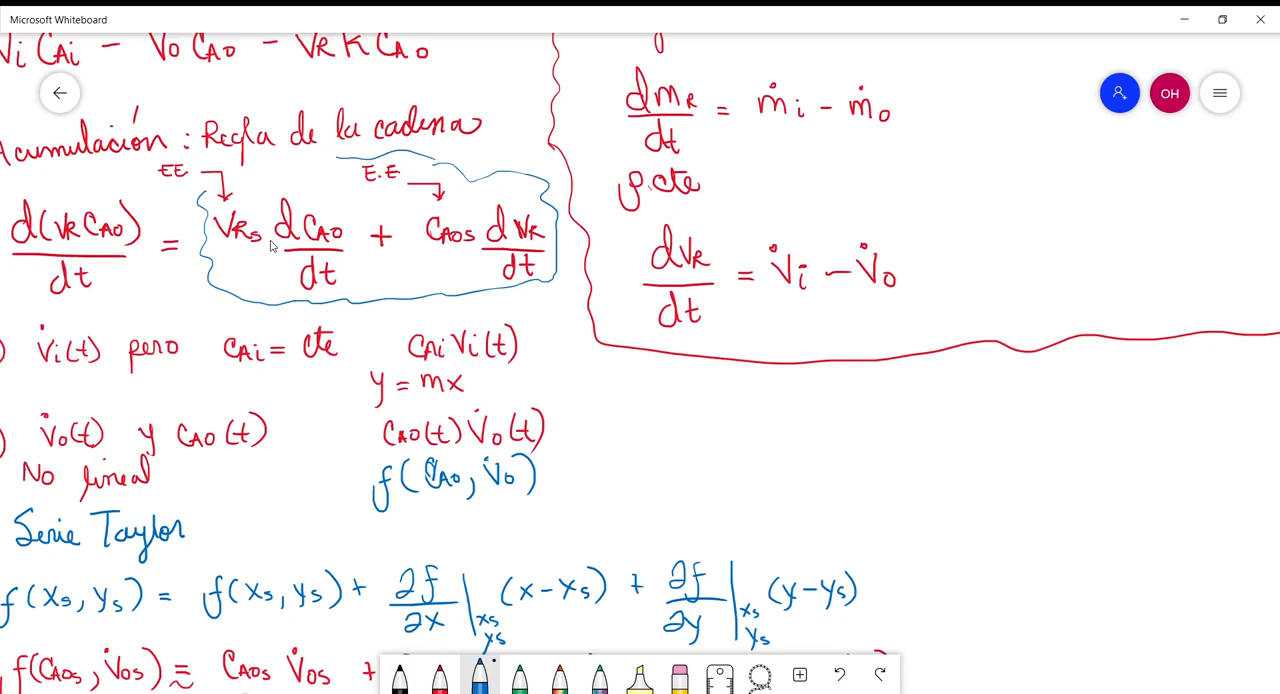 Microsoft Whiteboard
V̇i CAi - V̇o CAO - VR K CAO
OH
Acumulación : Regla de la cadena
EE
E.E
d(VR CAO)/dt = VRs dCAO/dt + CAOs dVR/dt
V̇i(t) pero CAi = cte CAi V̇i(t)
y = mx
V̇o(t) y CAO(t) CAO(t) V̇o(t)
No lineal f(CAO, V̇o)
Serie Taylor
f(xs, ys) = f(xs, ys) + ∂f/∂x |xs ys (x-xs) + ∂f/∂y |xs ys (y-ys)
f(CAOs, V̇os) ≈ CAOs V̇os +
dmR/dt = ṁi - ṁo
ρ cte
dVR/dt = V̇i - V̇o